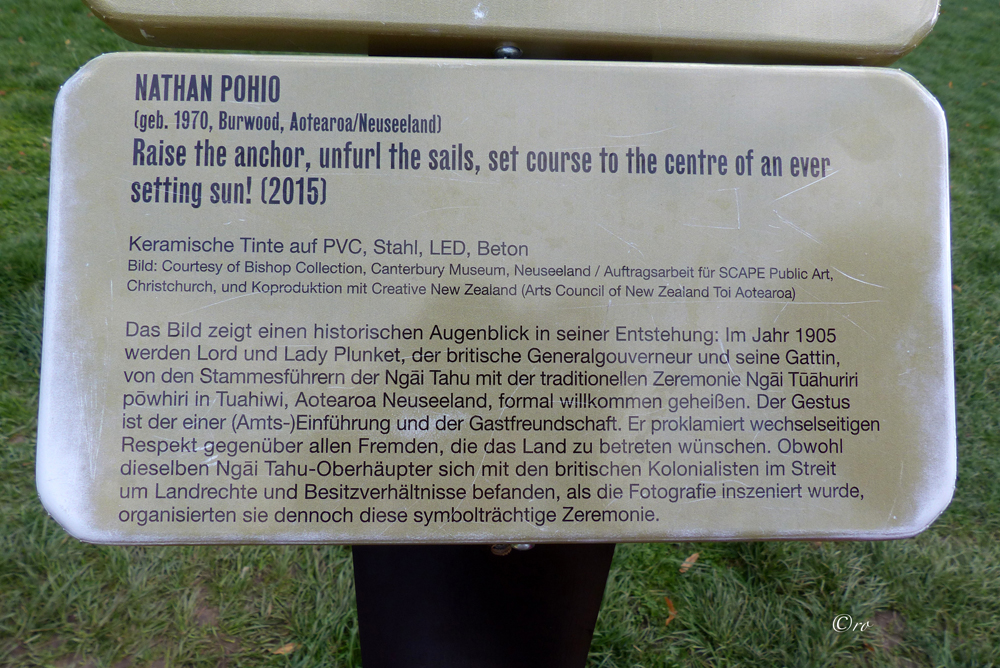 NATHAN POHIO
(geb. 1970, Burwood, Aotearoa/Neuseeland)
Raise the anchor, unfurl the sails, set course to the centre of an ever
setting sun! (2015)
Keramische Tinte auf PVC, Stahl, LED, Beton
Bild: Courtesy of Bishop Collection, Canterbury Museum, Neuseeland / Auftragsarbeit für SCAPE Public Art,
Christchurch, und Koproduktion mit Creative New Zealand (Arts Council of New Zealand Toi Aotearoa)
Das Bild zeigt einen historischen Augenblick in seiner Entstehung: Im Jahr 1905
werden Lord und Lady Plunket, der britische Generalgouverneur und seine Gattin,
von den Stammesführern der Ngāi Tahu mit der traditionellen Zeremonie Ngāi Tūāhuriri
pōwhiri in Tuahiwi, Aotearoa Neuseeland, formal willkommen geheißen. Der Gestus
ist der einer (Amts-)Einführung und der Gastfreundschaft. Er proklamiert wechselseitigen
Respekt gegenüber allen Fremden, die das Land zu betreten wünschen. Obwohl
dieselben Ngāi Tahu-Oberhäupter sich mit den britischen Kolonialisten im Streit
um Landrechte und Besitzverhältnisse befanden, als die Fotografie inszeniert wurde,
organisierten sie dennoch diese symbolträchtige Zeremonie.
©ro